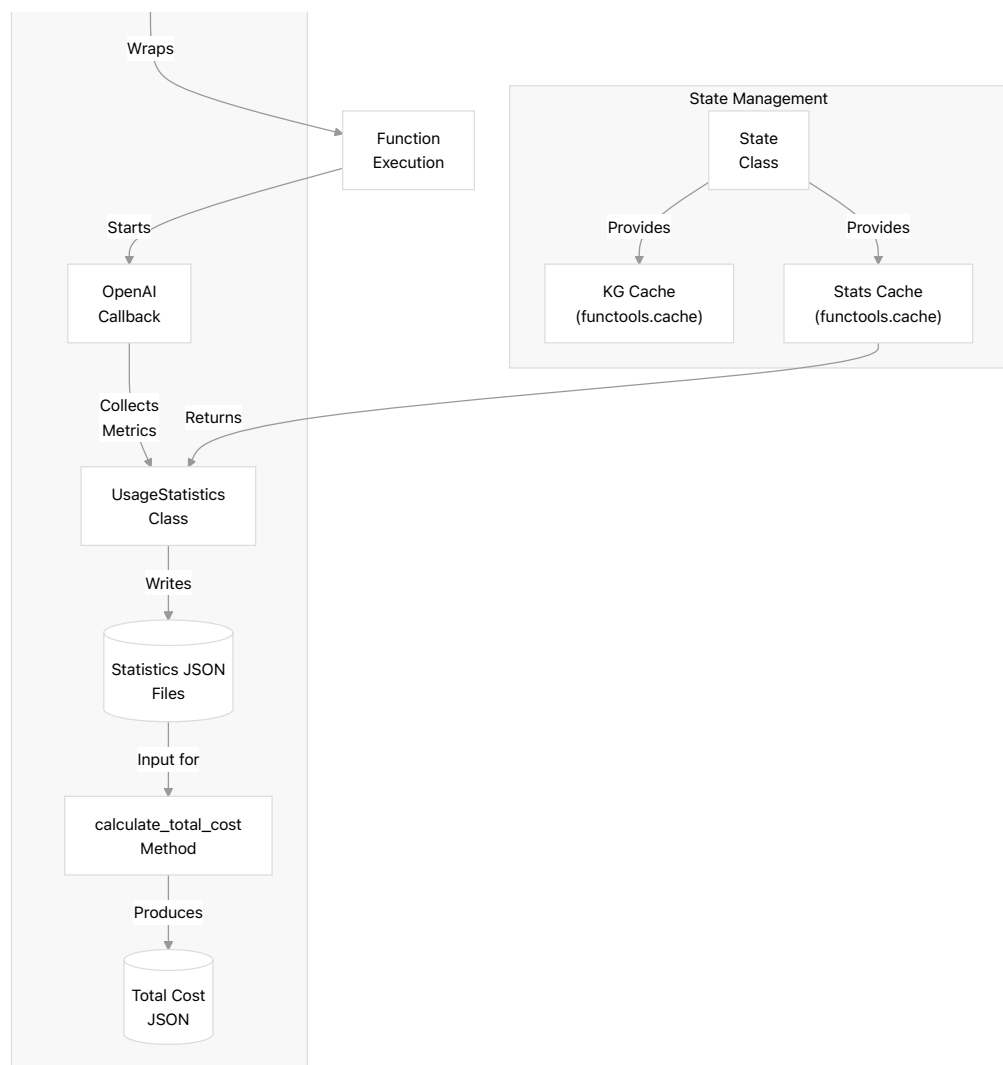 Wraps
State Management
Function
Execution
State
Class
Starts
Provides
Provides
OpenAI
Callback
KG Cache
(functools.cache)
Stats Cache
(functools.cache)
Collects
Metrics
Returns
UsageStatistics
Class
Writes
Statistics JSON
Files
Input for
calculate_total_cost
Method
Produces
Total Cost
JSON